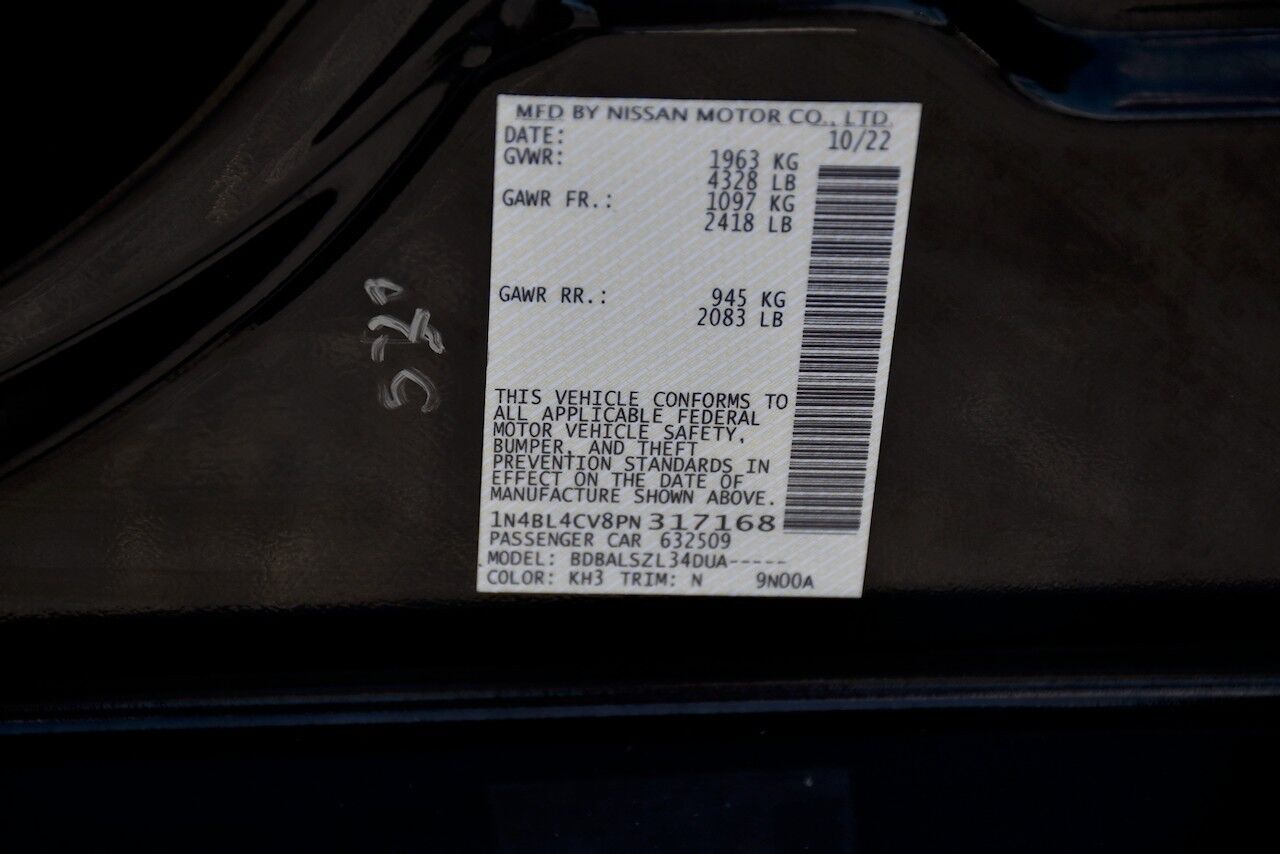 MFD BY NISSAN MOTOR CO., LTD.
DATE: 10/22
GVWR: 1963 KG
4328 LB
GAWR FR.: 1097 KG
2418 LB
GAWR RR.: 945 KG
2083 LB
THIS VEHICLE CONFORMS TO
ALL APPLICABLE FEDERAL
MOTOR VEHICLE SAFETY,
BUMPER, AND THEFT
PREVENTION STANDARDS IN
EFFECT ON THE DATE OF
MANUFACTURE SHOWN ABOVE.
1N4BL4CV8PN317168
PASSENGER CAR 632509
MODEL: BDBALSZL34DUA-----
COLOR: KH3 TRIM: N 9N00A